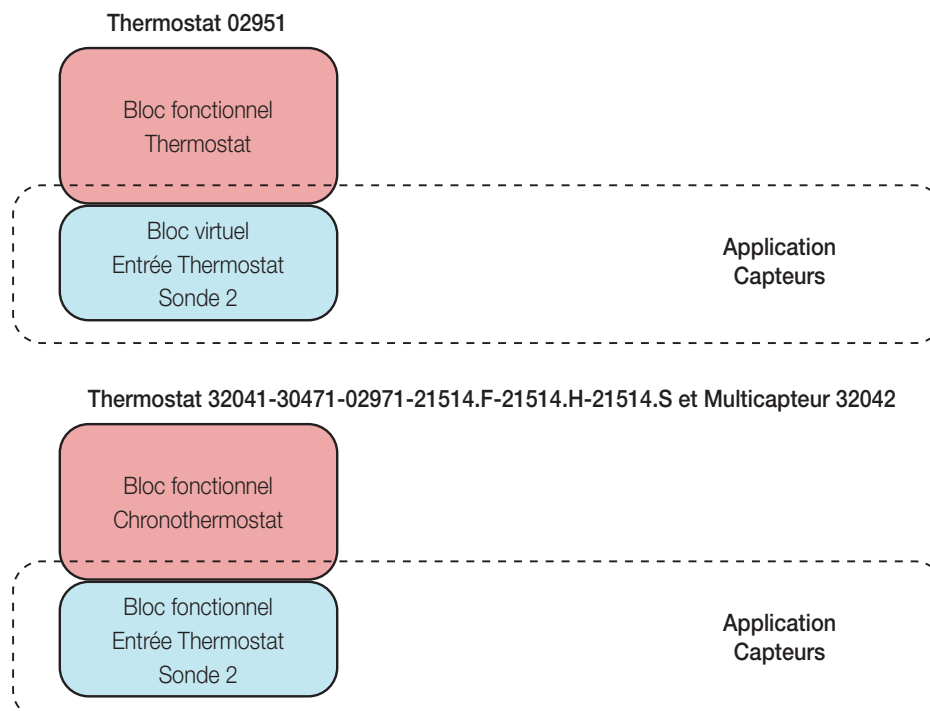 Thermostat 02951
Bloc fonctionnel
Thermostat
Bloc virtuel
Entrée Thermostat
Sonde 2
Application
Capteurs
Thermostat 32041-30471-02971-21514.F-21514.H-21514.S et Multicapteur 32042
Bloc fonctionnel
Chronothermostat
Bloc fonctionnel
Entrée Thermostat
Sonde 2
Application
Capteurs